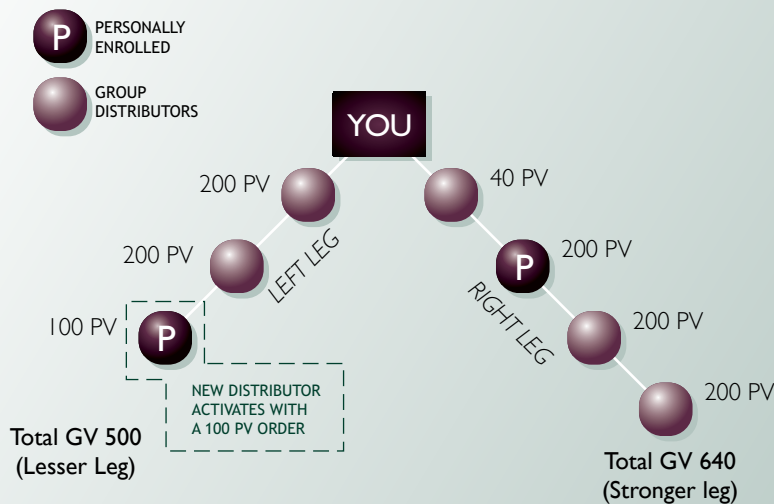 P
PERSONALLY
ENROLLED
GROUP
DISTRIBUTORS
YOU
200 PV
40 PV
200 PV
LEFT LEG
P
200 PV
RIGHT LEG
100 PV
P
200 PV
NEW DISTRIBUTOR
ACTIVATES WITH
A 100 PV ORDER
200 PV
Total GV 500
(Lesser Leg)
Total GV 640
(Stronger leg)